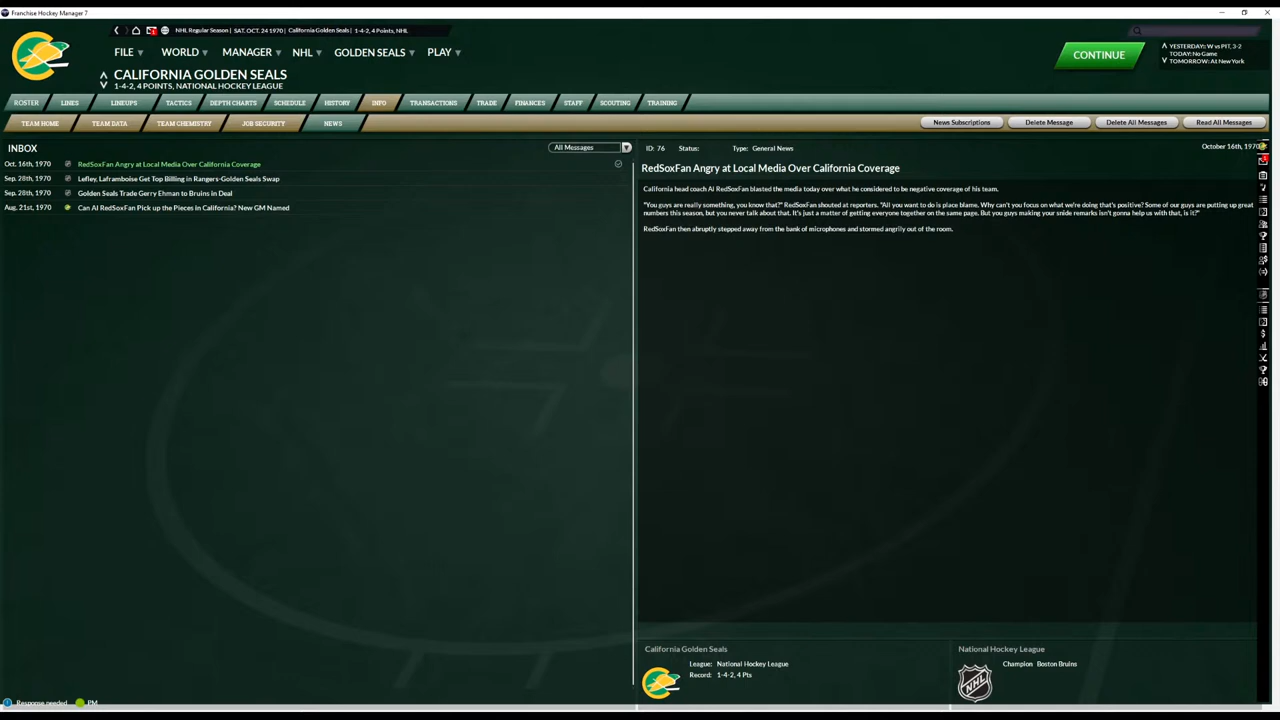 Franchise Hockey Manager 7
NHL Regular Season | SAT. OCT. 24 1970 | California Golden Seals | 1-4-2, 4 Points, NHL
FILE WORLD MANAGER NHL GOLDEN SEALS PLAY
CONTINUE
YESTERDAY: W vs PIT, 3-2
TODAY: No Game
TOMORROW: At New York
CALIFORNIA GOLDEN SEALS
1-4-2, 4 POINTS, NATIONAL HOCKEY LEAGUE
ROSTER LINES LINEUPS TACTICS DEPTH CHARTS SCHEDULE HISTORY INFO TRANSACTIONS TRADE FINANCES STAFF SCOUTING TRAINING
TEAM HOME TEAM DATA TEAM CHEMISTRY JOB SECURITY NEWS
News Subscriptions Delete Message Delete All Messages Read All Messages
INBOX
All Messages
Oct. 16th, 1970 RedSoxFan Angry at Local Media Over California Coverage
Sep. 28th, 1970 Lefley, Laframboise Get Top Billing in Rangers-Golden Seals Swap
Sep. 28th, 1970 Golden Seals Trade Gerry Ehman to Bruins in Deal
Aug. 21st, 1970 Can Al RedSoxFan Pick up the Pieces in California? New GM Named
ID: 76 Status: Type: General News
October 16th, 1970
RedSoxFan Angry at Local Media Over California Coverage
California head coach Al RedSoxFan blasted the media today over what he considered to be negative coverage of his team.
"You guys are really something, you know that?" RedSoxFan shouted at reporters. "All you want to do is place blame. Why can't you focus on what we're doing that's positive? Some of our guys are putting up great
numbers this season, but you never talk about that. It's just a matter of getting everyone together on the same page. But you guys making your snide remarks isn't gonna help us with that, is it?"
RedSoxFan then abruptly stepped away from the bank of microphones and stormed angrily out of the room.
California Golden Seals
League: National Hockey League
Record: 1-4-2, 4 Pts
National Hockey League
Champion Boston Bruins
NHL
Response needed PM